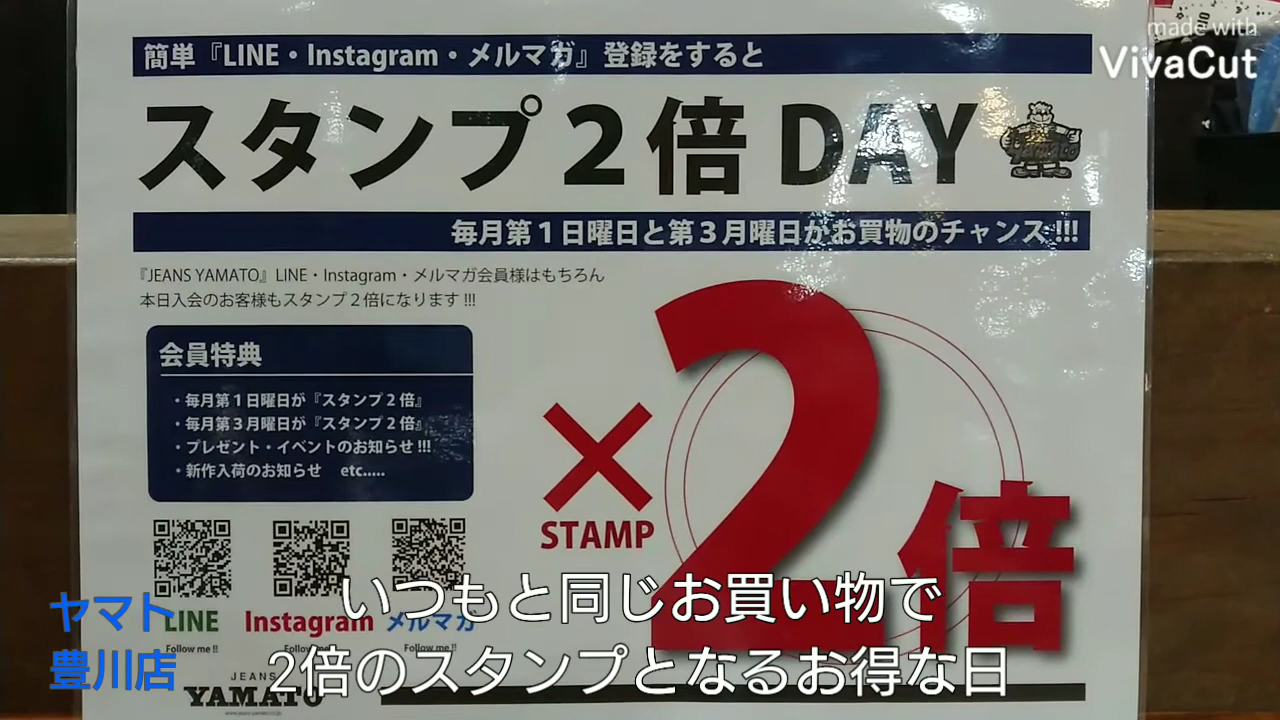 made with
VivaCut
簡単『LINE・Instagram・メルマガ』登録をすると
スタンプ２倍 DAY
毎月第１日曜日と第３月曜日がお買物のチャンス !!!
『JEANS YAMATO』LINE・Instagram・メルマガ会員様はもちろん
本日入会のお客様もスタンプ２倍になります !!!
会員特典
・毎月第１日曜日が『スタンプ２倍』
・毎月第３月曜日が『スタンプ２倍』
・プレゼント・イベントのお知らせ !!!
・新作入荷のお知らせ etc.....
×2倍
STAMP
LINE Instagram メルマガ
Follow me !! Follow me !! Follow me !!
JEANS
YAMATO
ヤマト
豊川店
いつもと同じお買い物で
2倍のスタンプとなるお得な日